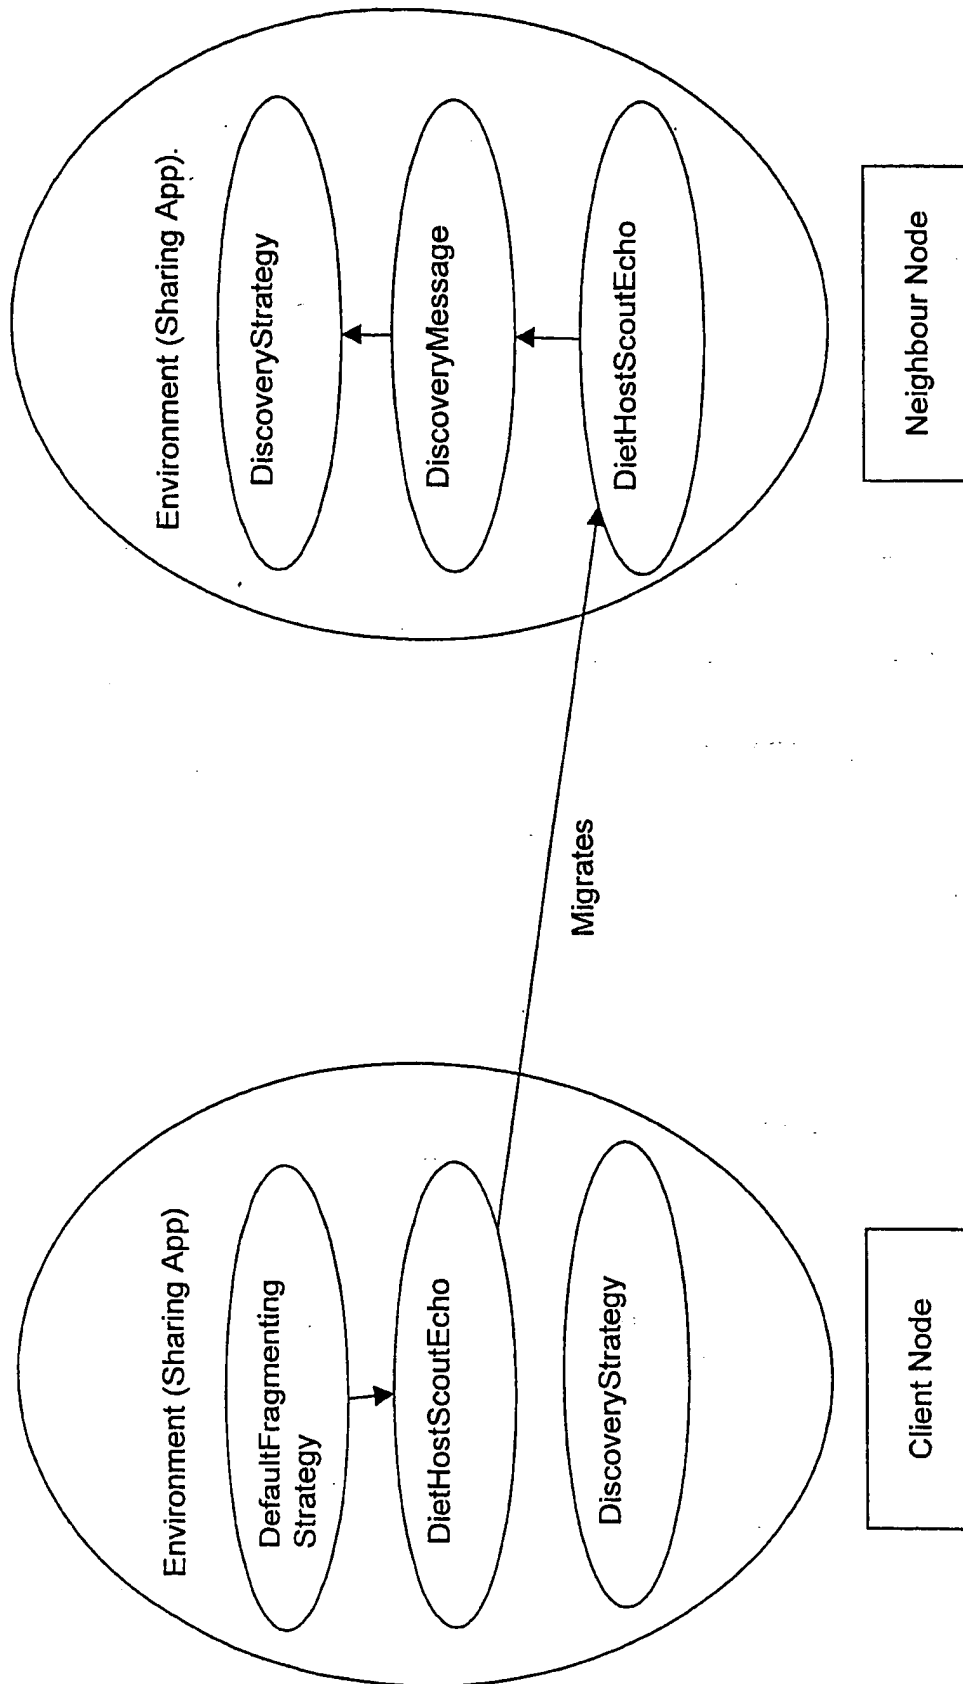 Environment (Sharing App)
DefaultFragmenting
Strategy
DietHostScoutEcho
DiscoveryStrategy
Client Node
Migrates
Environment (Sharing App).
DiscoveryStrategy
DiscoveryMessage
DietHostScoutEcho
Neighbour Node